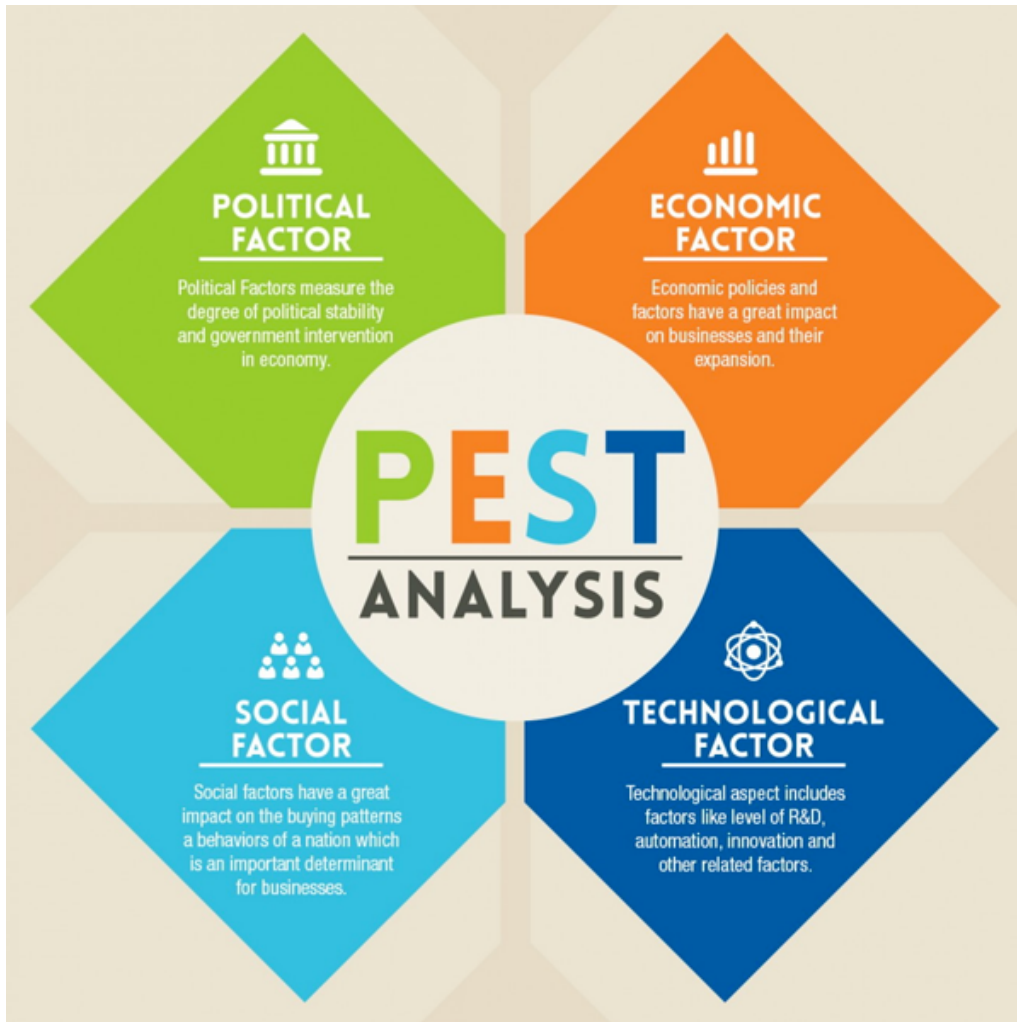 POLITICAL
FACTOR
Political Factors measure the
degree of political stability
and government intervention
in economy.
ECONOMIC
FACTOR
Economic policies and
factors have a great impact
on businesses and their
expansion.
PEST
ANALYSIS
SOCIAL
FACTOR
Social factors have a great
impact on the buying patterns
a behaviors of a nation which
is an important determinant
for businesses.
TECHNOLOGICAL
FACTOR
Technological aspect includes
factors like level of R&D,
automation, innovation and
other related factors.